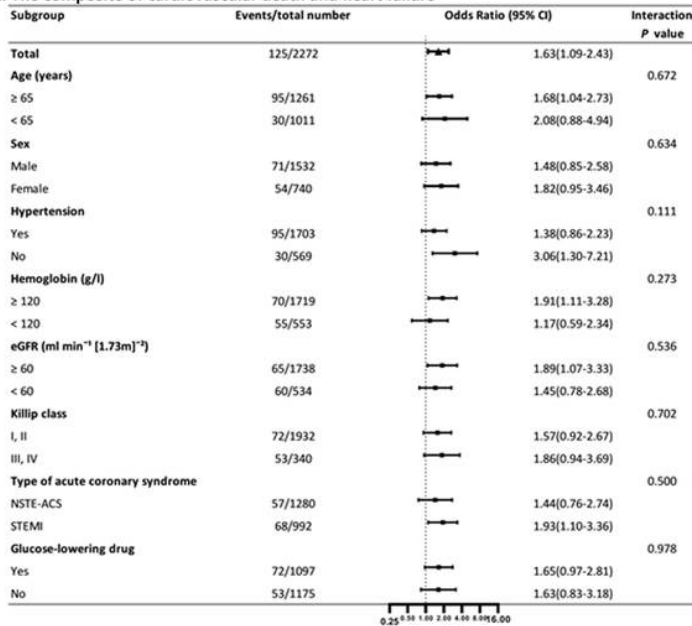 Subgroup Events/total number Odds Ratio (95% CI) Interaction
P value
Total 125/2272 1.63(1.09-2.43)
Age (years) 0.672
≥ 65 95/1261 1.68(1.04-2.73)
< 65 30/1011 2.08(0.88-4.94)
Sex 0.634
Male 71/1532 1.48(0.85-2.58)
Female 54/740 1.82(0.95-3.46)
Hypertension 0.111
Yes 95/1703 1.38(0.86-2.23)
No 30/569 3.06(1.30-7.21)
Hemoglobin (g/l) 0.273
≥ 120 70/1719 1.91(1.11-3.28)
< 120 55/553 1.17(0.59-2.34)
eGFR (ml min⁻¹ [1.73m]⁻²) 0.536
≥ 60 65/1738 1.89(1.07-3.33)
< 60 60/534 1.45(0.78-2.68)
Killip class 0.702
I, II 72/1932 1.57(0.92-2.67)
III, IV 53/340 1.86(0.94-3.69)
Type of acute coronary syndrome 0.500
NSTE-ACS 57/1280 1.44(0.76-2.74)
STEMI 68/992 1.93(1.10-3.36)
Glucose-lowering drug 0.978
Yes 72/1097 1.65(0.97-2.81)
No 53/1175 1.63(0.83-3.18)
0.25 0.50 1.00 2.00 4.00 8.00 16.00